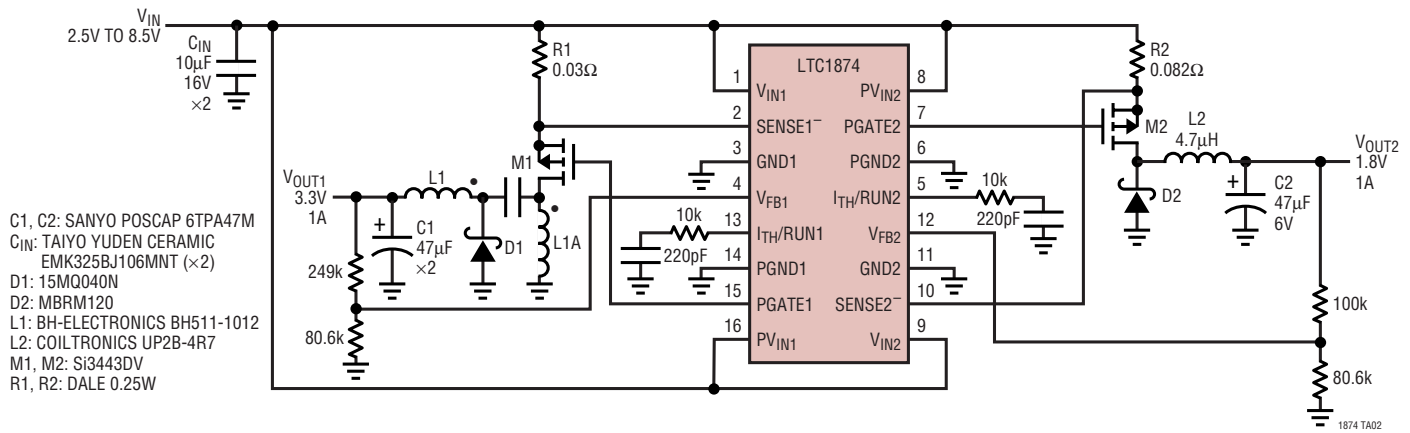 VIN
2.5V TO 8.5V
CIN
10µF
16V
×2
R1
0.03Ω
LTC1874
R2
0.082Ω
1
VIN1
8
PVIN2
2
SENSE1–
7
PGATE2
M2
L2
4.7µH
3
GND1
6
PGND2
VOUT2
1.8V
1A
M1
4
VFB1
5
ITH/RUN2
10k
220pF
D2
+
C2
47µF
6V
VOUT1
3.3V
1A
L1
+
C1
47µF
×2
D1
L1A
10k
220pF
13
ITH/RUN1
12
VFB2
14
PGND1
11
GND2
15
PGATE1
10
SENSE2–
16
PVIN1
9
VIN2
249k
80.6k
100k
80.6k
C1, C2: SANYO POSCAP 6TPA47M
CIN: TAIYO YUDEN CERAMIC
EMK325BJ106MNT (×2)
D1: 15MQ040N
D2: MBRM120
L1: BH-ELECTRONICS BH511-1012
L2: COILTRONICS UP2B-4R7
M1, M2: Si3443DV
R1, R2: DALE 0.25W
1874 TA02